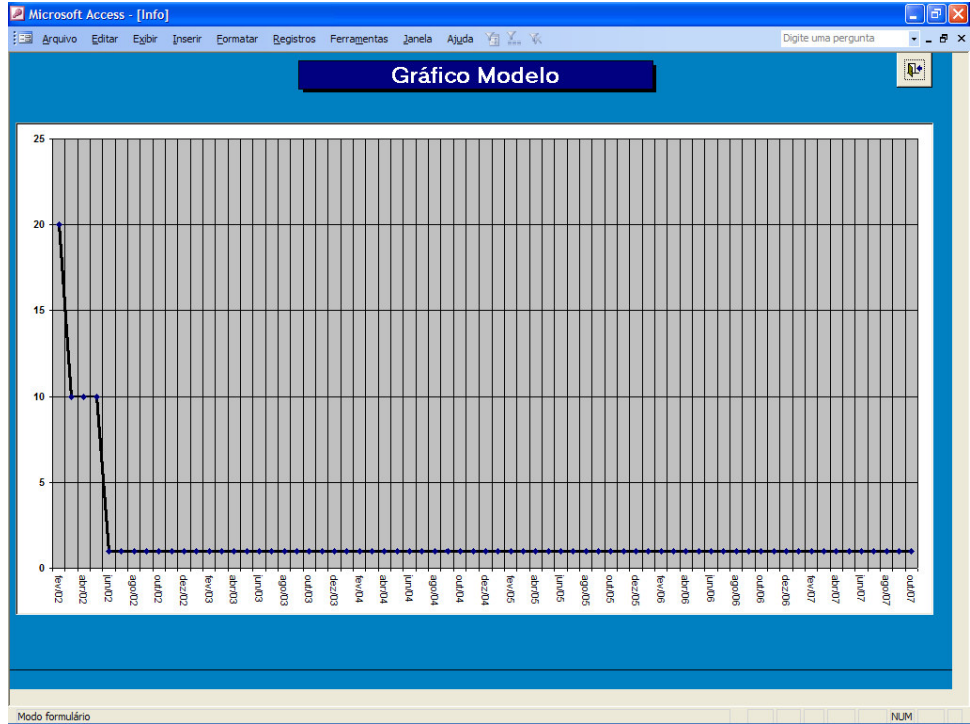 Microsoft Access - [Info]
Arquivo Editar Exibir Inserir Formatar Registros Ferramentas Janela Ajuda Digite uma pergunta
Gráfico Modelo
25
20
15
10
5
0
fev/02 abr/02 jun/02 ago/02 out/02 dez/02 fev/03 abr/03 jun/03 ago/03 out/03 dez/03 fev/04 abr/04 jun/04 ago/04 out/04 dez/04 fev/05 abr/05 jun/05 ago/05 out/05 dez/05 fev/06 abr/06 jun/06 ago/06 out/06 dez/06 fev/07 abr/07 jun/07 ago/07 out/07
Modo formulário NUM